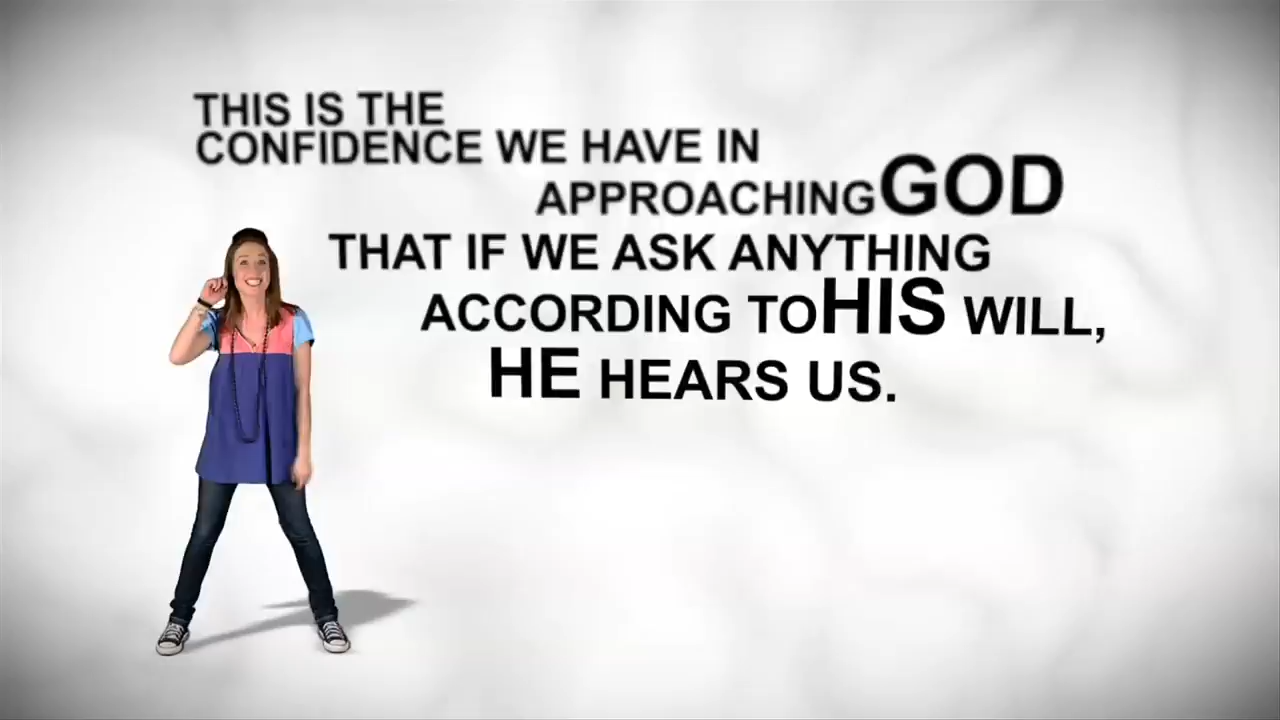 THIS IS THE
CONFIDENCE WE HAVE IN
APPROACHING GOD
THAT IF WE ASK ANYTHING
ACCORDING TO HIS WILL,
HE HEARS US.